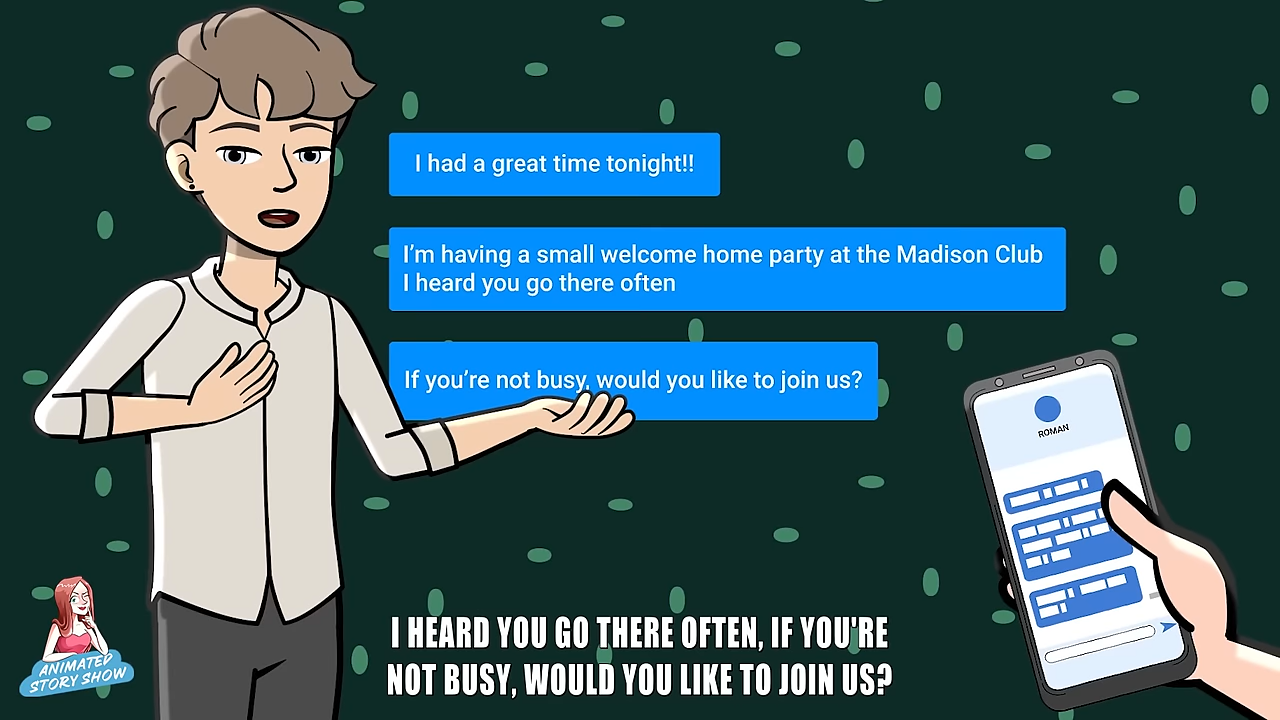 I had a great time tonight!!
I’m having a small welcome home party at the Madison Club
I heard you go there often
If you’re not busy, would you like to join us?
ROMAN
I HEARD YOU GO THERE OFTEN, IF YOU'RE
NOT BUSY, WOULD YOU LIKE TO JOIN US?
ANIMATED
STORY SHOW